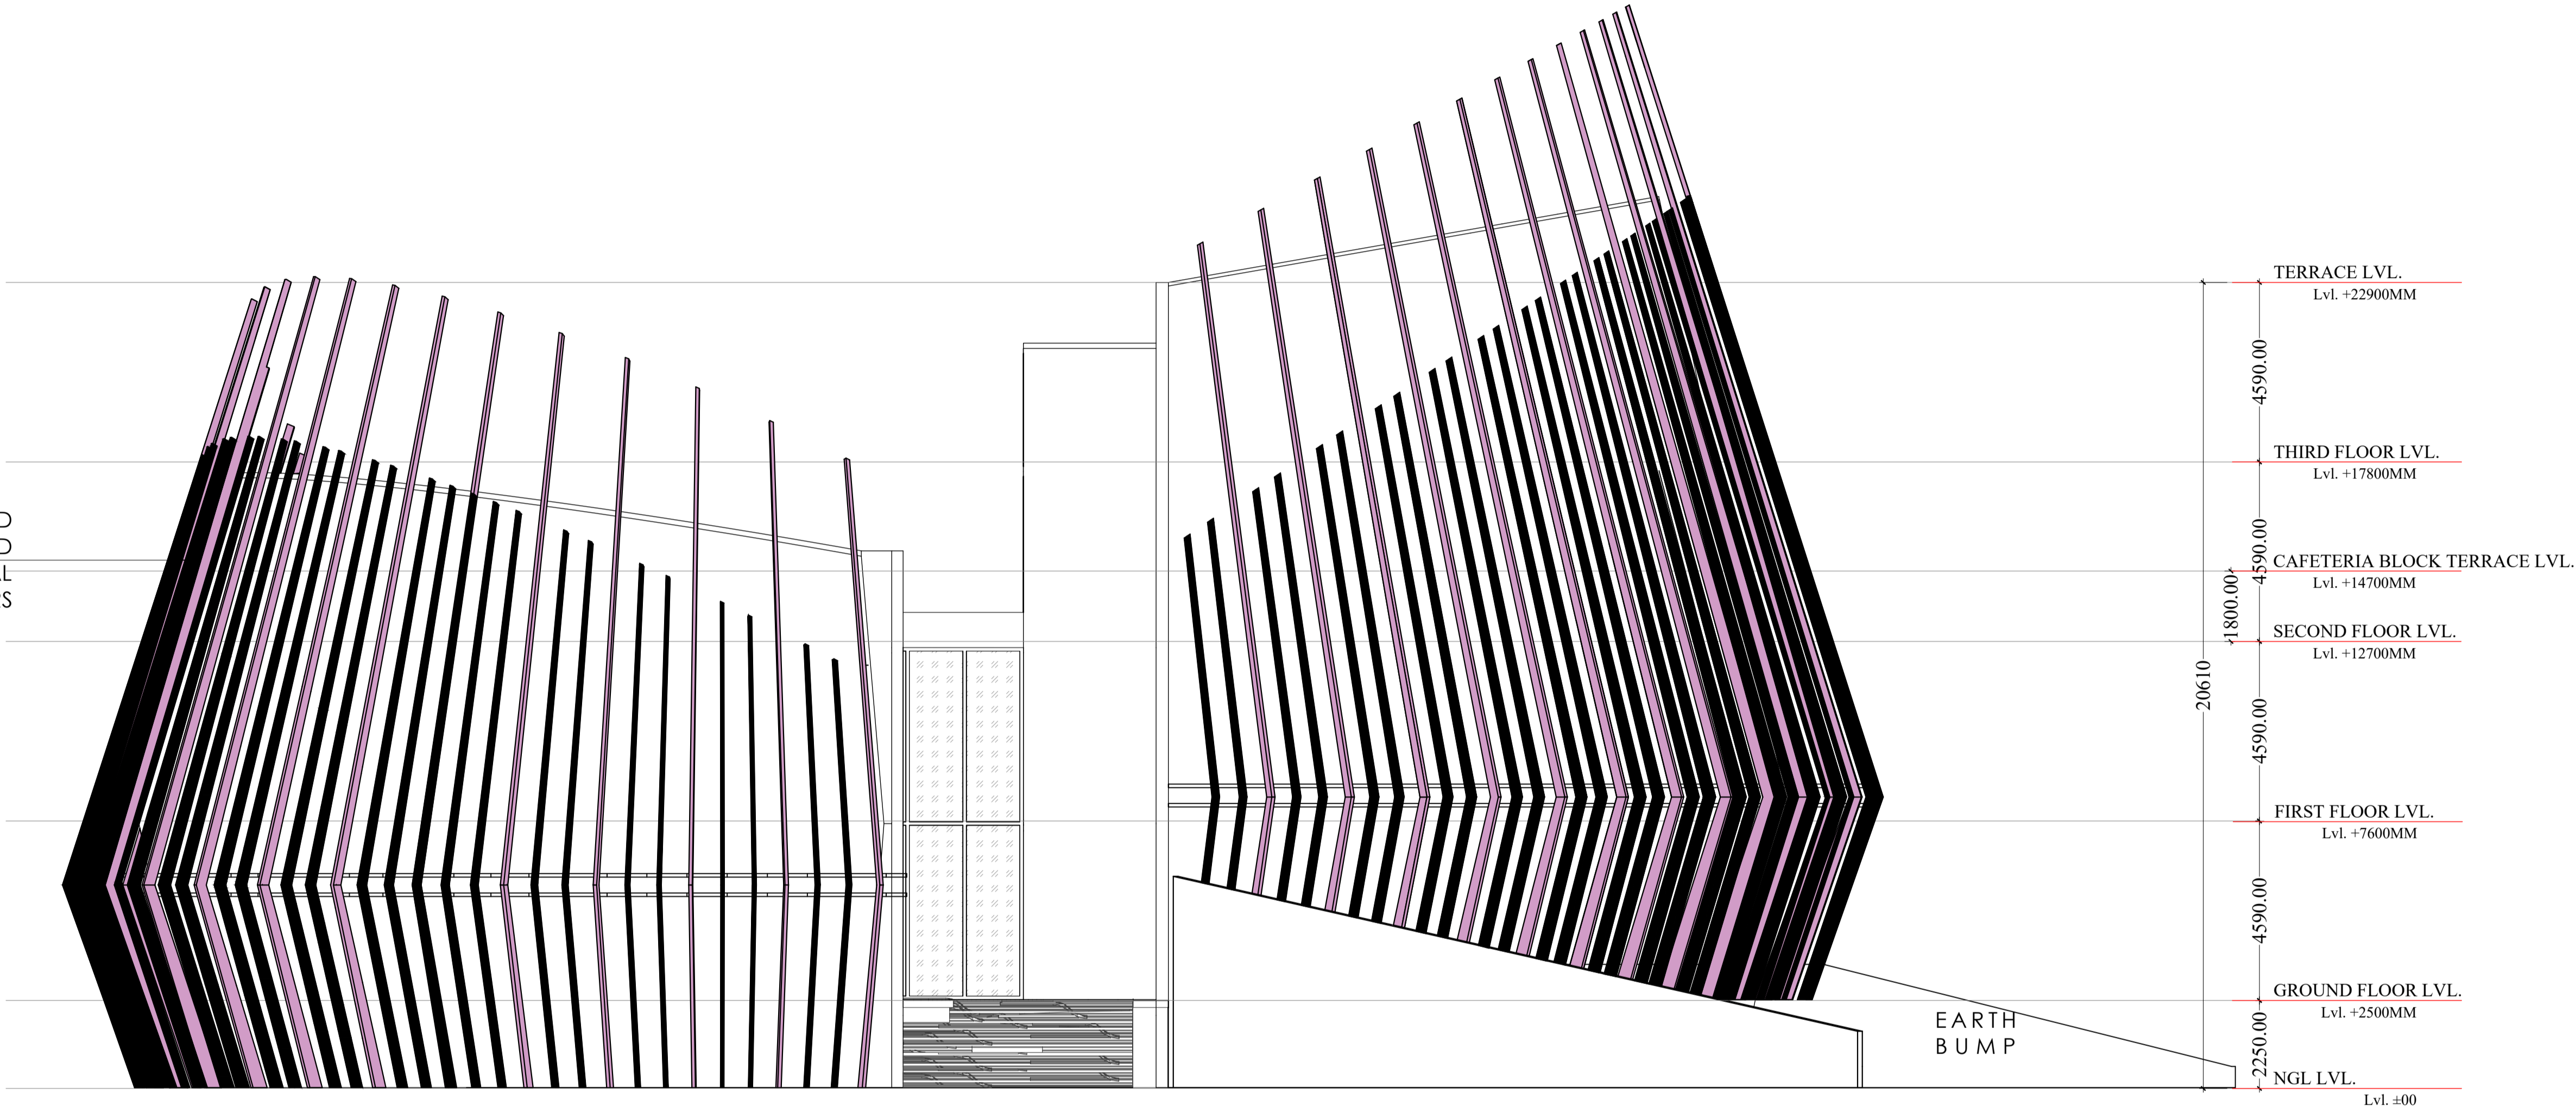 TERRACE LVL.
Lvl. +22900MM
4590.00
THIRD FLOOR LVL.
Lvl. +17800MM
4590.00
CAFETERIA BLOCK TERRACE LVL.
Lvl. +14700MM
1800.00
SECOND FLOOR LVL.
Lvl. +12700MM
20610
4590.00
FIRST FLOOR LVL.
Lvl. +7600MM
4590.00
GROUND FLOOR LVL.
Lvl. +2500MM
EARTH
BUMP
2250.00
NGL LVL.
Lvl. ±00